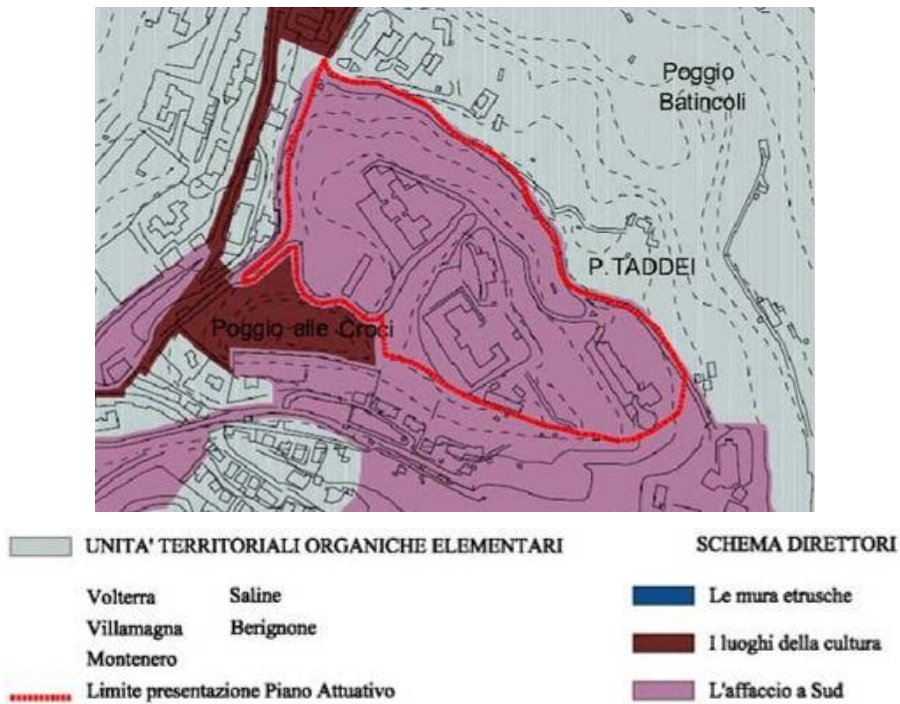 Poggio
Batincoli
P. TADDEI
Poggio alle Croci
UNITA' TERRITORIALI ORGANICHE ELEMENTARI
Volterra Saline
Villamagna Berignone
Montenero
Limite presentazione Piano Attuativo
SCHEMA DIRETTORI
Le mura etrusche
I luoghi della cultura
L'affaccio a Sud